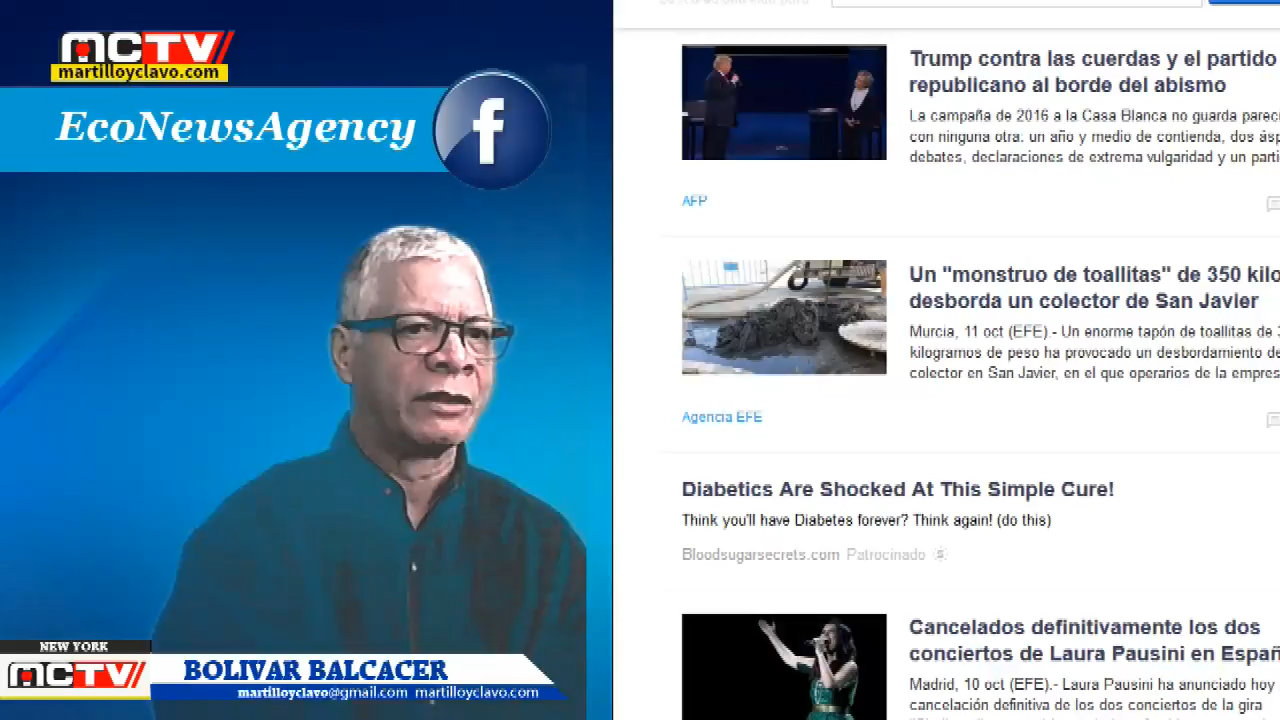 MCTV
martilloyclavo.com
EcoNewsAgency
f
NEW YORK
MCTV
BOLIVAR BALCACER
martilloyclavo@gmail.com martilloyclavo.com
Trump contra las cuerdas y el partido
republicano al borde del abismo
La campaña de 2016 a la Casa Blanca no guarda
con ninguna otra: un año y medio de contienda, dos
debates, declaraciones de extrema vulgaridad y un
AFP
Un "monstruo de toallitas" de 350
desborda un colector de San Javier
Murcia, 11 oct (EFE).- Un enorme tapón de toallitas de
kilogramos de peso ha provocado un desbordamiento
colector en San Javier, en el que operarios de la
Agencia EFE
Diabetics Are Shocked At This Simple Cure!
Think you'll have Diabetes forever? Think again! (do this)
Bloodsugarsecrets.com Patrocinado
Cancelados definitivamente los dos
conciertos de Laura Pausini en
Madrid, 10 oct (EFE).- Laura Pausini ha anunciado hoy
cancelación definitiva de los dos conciertos de la gira